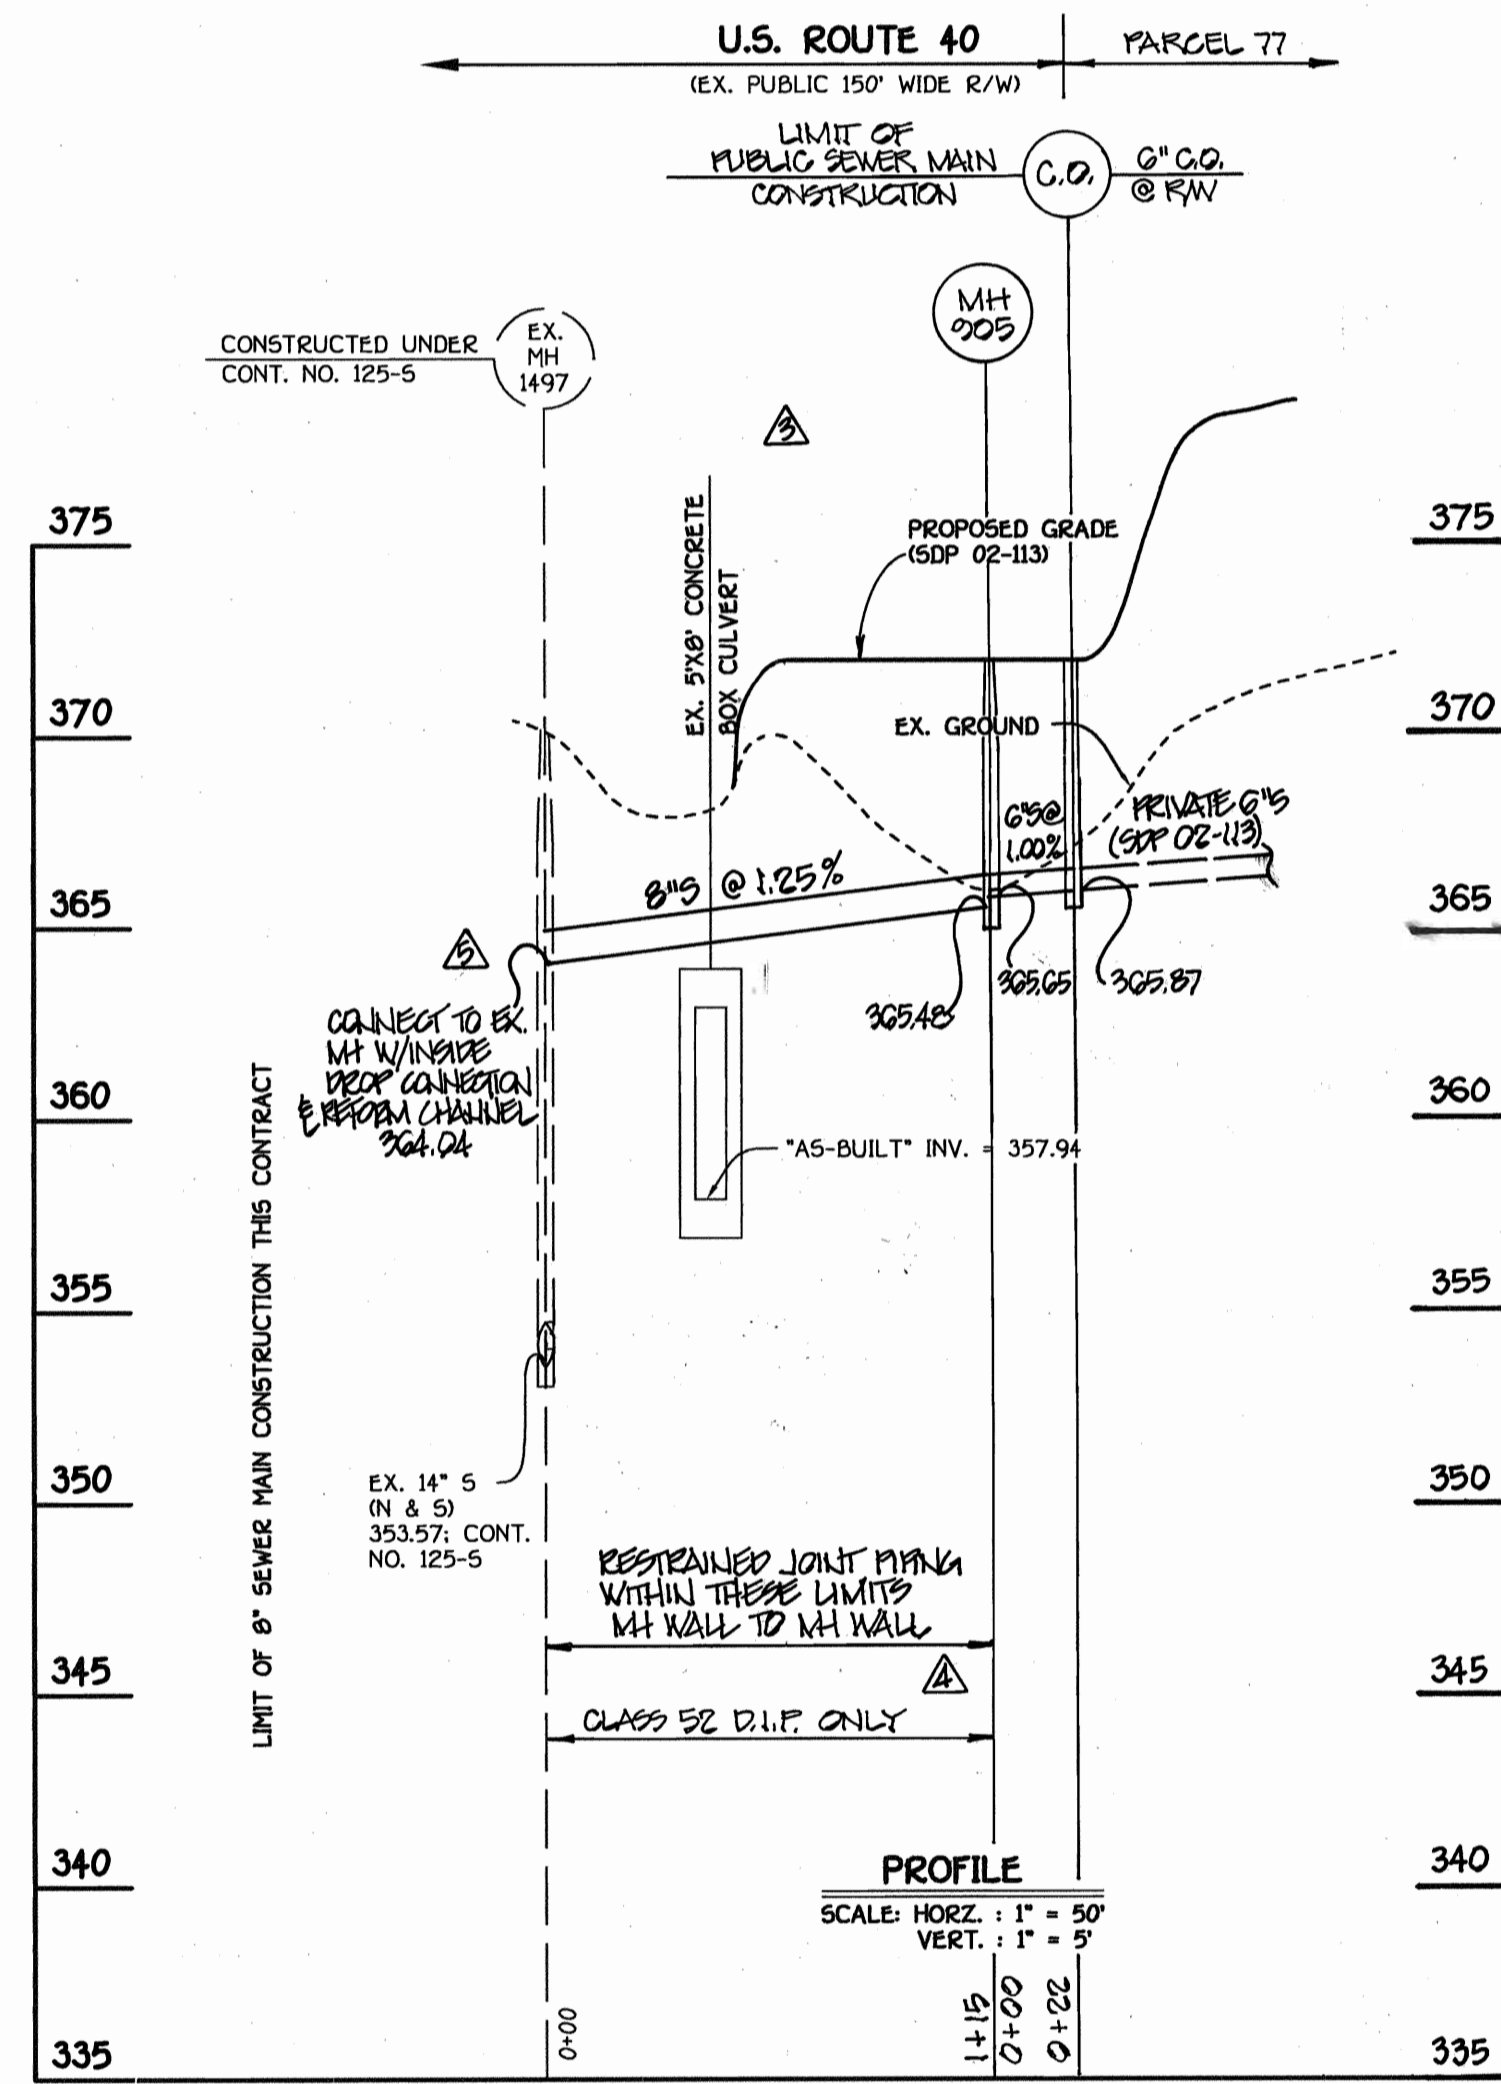 U.S. ROUTE 40
(EX. PUBLIC 150' WIDE R/W)
PARCEL 77
LIMIT OF
PUBLIC SEWER MAIN
CONSTRUCTION
C.O.
6" C.O.
@ R/W
MH
905
CONSTRUCTED UNDER
CONT. NO. 125-S
EX.
MH
1497
3
EX. 5'X8' CONCRETE
BOX CULVERT
PROPOSED GRADE
(SDP 02-113)
375
375
370
370
EX. GROUND
6"S@
1.00%
PRIVATE 6"S
(SDP 02-113)
8"S @ 1.25%
365
365
5
365.48
365.65
365.87
CONNECT TO EX.
MH W/INSIDE
DROP CONNECTION
& REFORM CHANNEL
364.04
360
360
"AS-BUILT" INV. = 357.94
LIMIT OF 8" SEWER MAIN CONSTRUCTION THIS CONTRACT
355
355
350
350
EX. 14" S
(N & S)
353.57; CONT.
NO. 125-S
RESTRAINED JOINT PIPING
WITHIN THESE LIMITS
MH WALL TO MH WALL
345
345
4
CLASS 52 D.I.P. ONLY
340
340
PROFILE
SCALE: HORZ. : 1" = 50'
VERT. : 1" = 5'
0+00
1+15
0+00
0+22
335
335